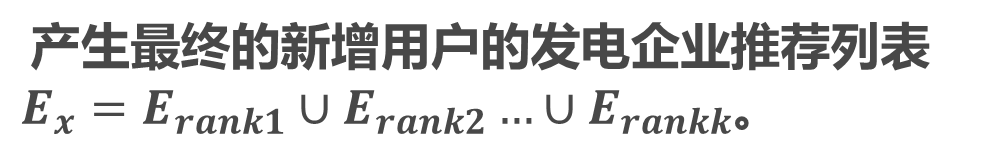 产生最终的新增用户的发电企业推荐列表
Eₓ = E_rank1 ∪ E_rank2 … ∪ E_rankk。